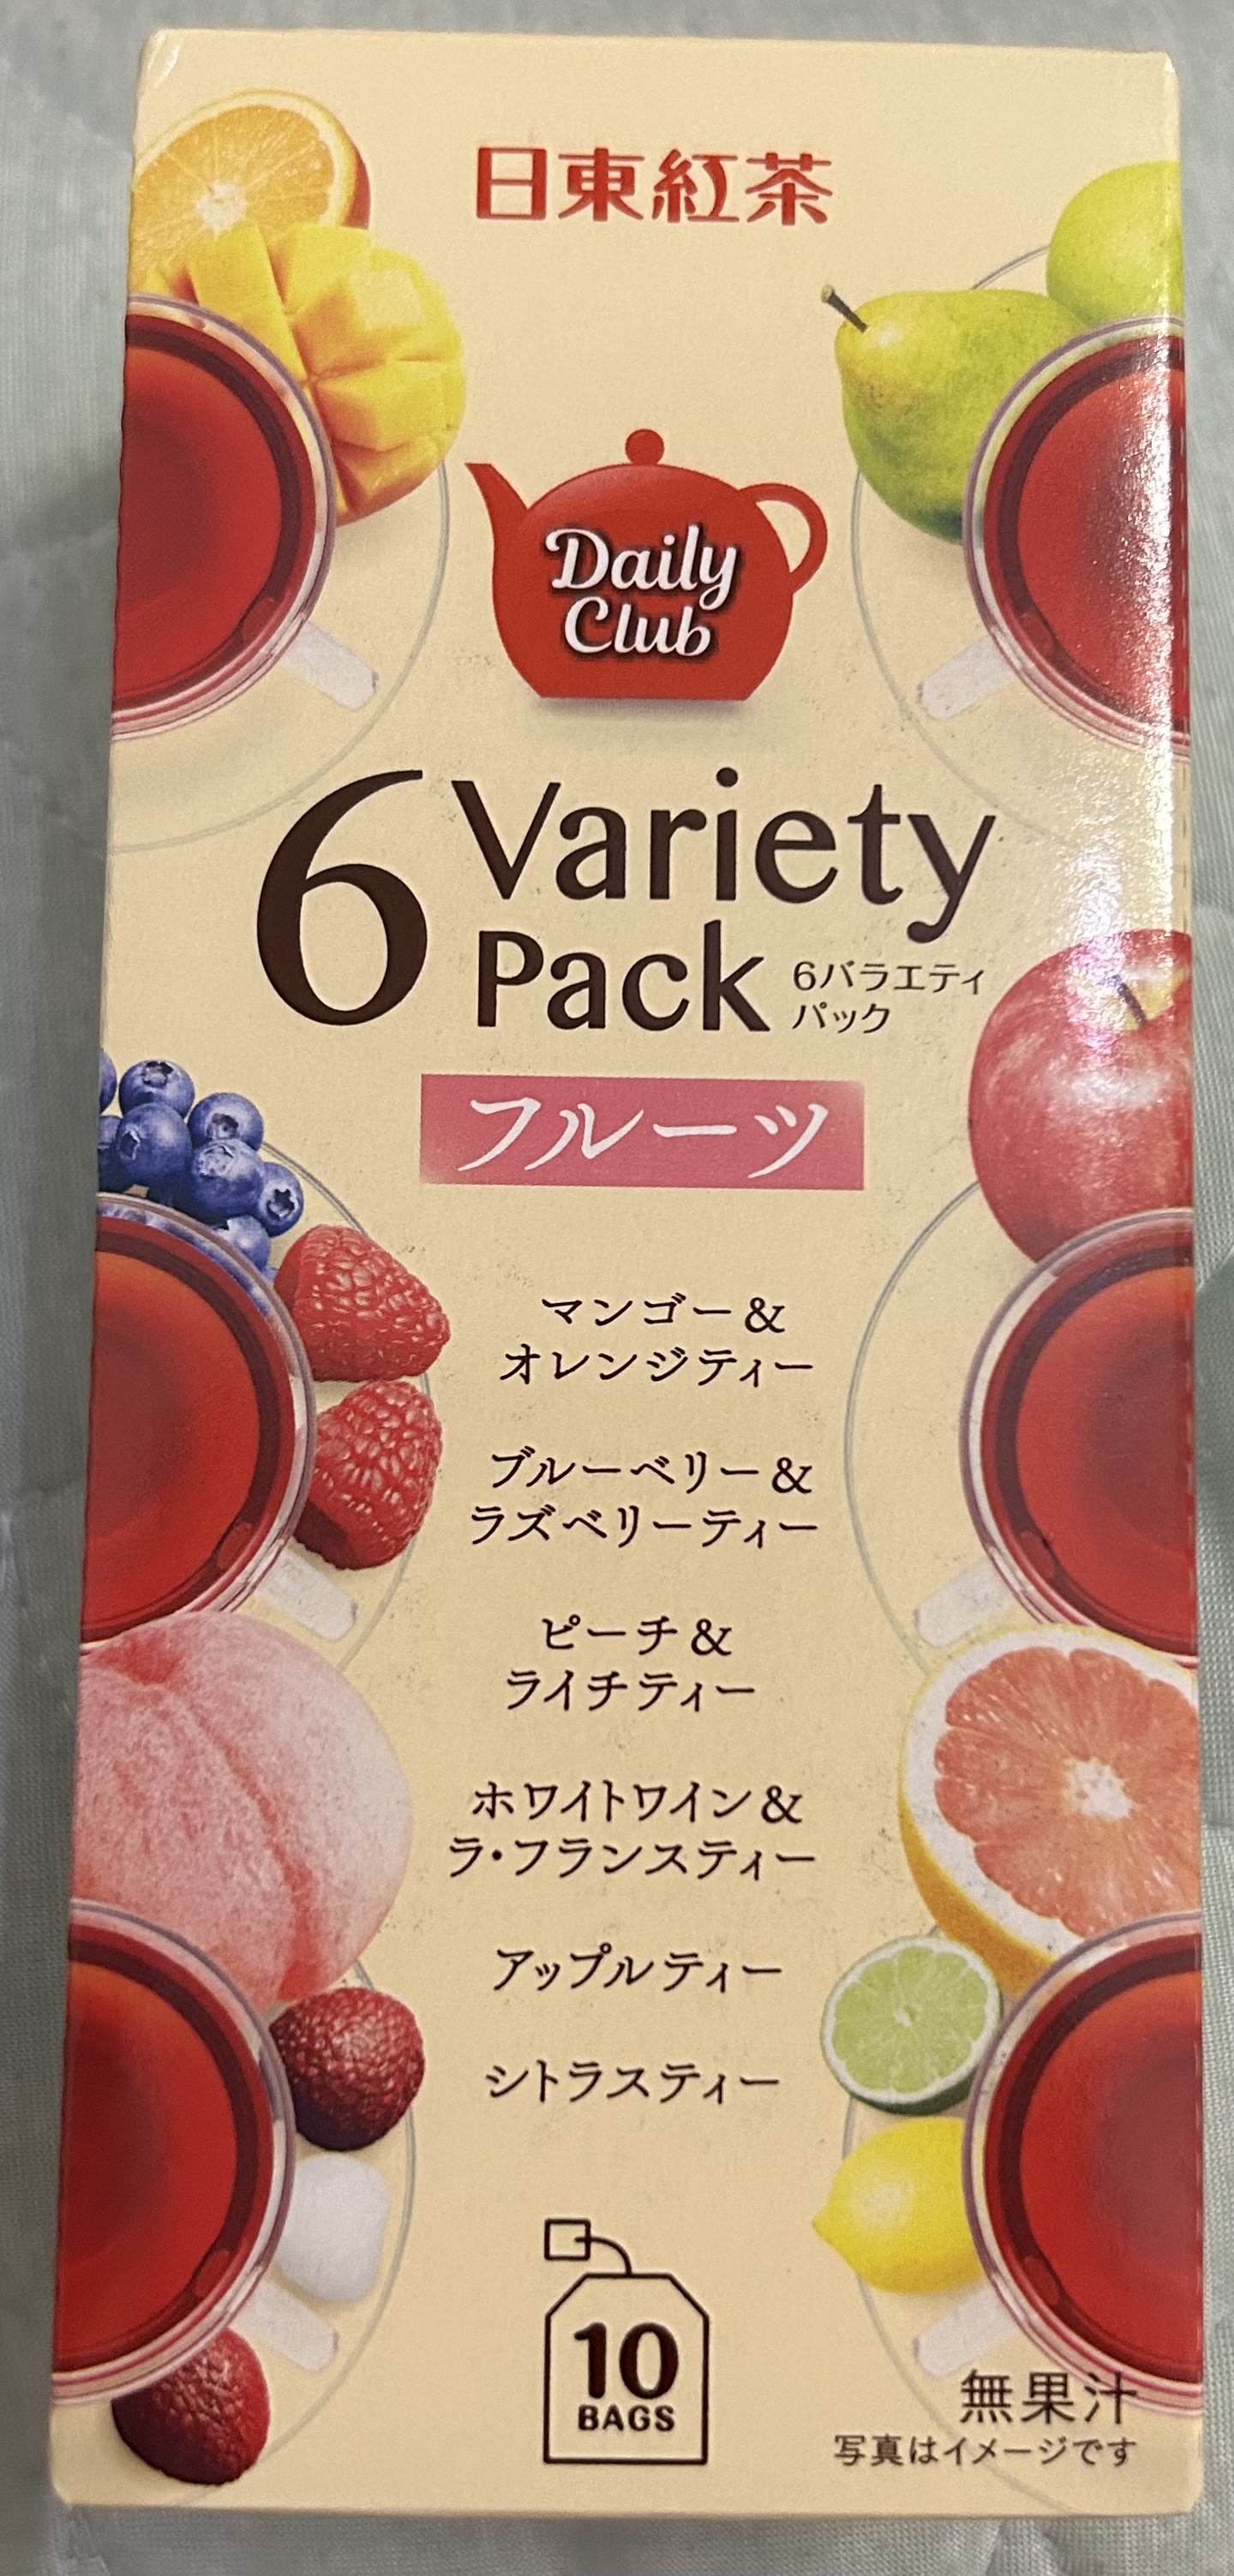 日東紅茶
Daily
Club
6 Variety
Pack 6バラエティ
パック
フルーツ
マンゴー&
オレンジティー
ブルーベリー&
ラズベリーティー
ピーチ&
ライチティー
ホワイトワイン&
ラ・フランスティー
アップルティー
シトラスティー
10
BAGS
無果汁
写真はイメージです